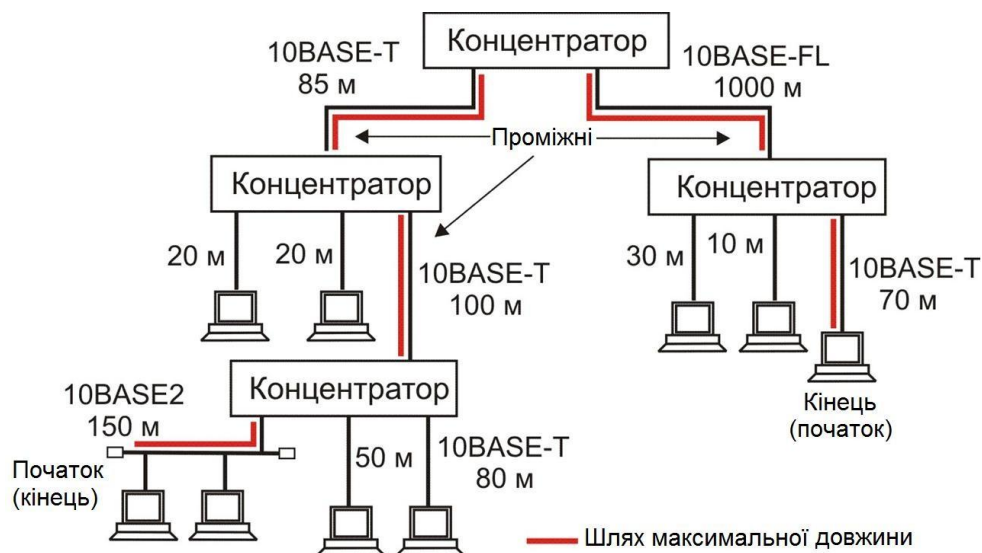 Концентратор
10BASE-T
85 м
10BASE-FL
1000 м
Проміжні
Концентратор
Концентратор
20 м
20 м
10BASE-T
100 м
30 м
10 м
10BASE-T
70 м
Концентратор
10BASE2
150 м
Кінець
(початок)
Початок
(кінець)
50 м
10BASE-T
80 м
Шлях максимальної довжини